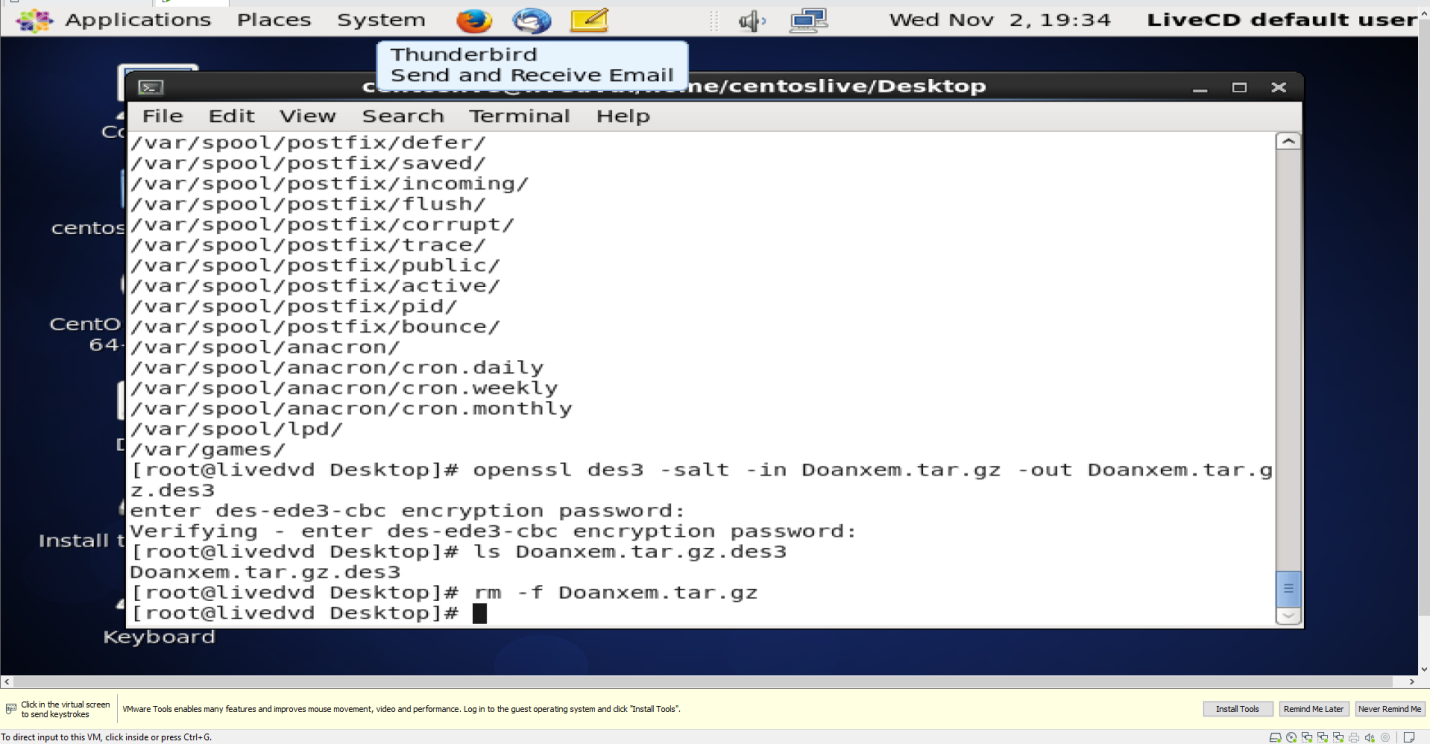 Applications Places System Wed Nov 2, 19:34 LiveCD default user
Thunderbird
Send and Receive Email
/home/centoslive/Desktop
File Edit View Search Terminal Help
/var/spool/postfix/defer/
/var/spool/postfix/saved/
/var/spool/postfix/incoming/
/var/spool/postfix/flush/
/var/spool/postfix/corrupt/
/var/spool/postfix/trace/
/var/spool/postfix/public/
/var/spool/postfix/active/
/var/spool/postfix/pid/
/var/spool/postfix/bounce/
/var/spool/anacron/
/var/spool/anacron/cron.daily
/var/spool/anacron/cron.weekly
/var/spool/anacron/cron.monthly
/var/spool/lpd/
/var/games/
[root@livedvd Desktop]# openssl des3 -salt -in Doanxem.tar.gz -out Doanxem.tar.g
z.des3
enter des-ede3-cbc encryption password:
Verifying - enter des-ede3-cbc encryption password:
[root@livedvd Desktop]# ls Doanxem.tar.gz.des3
Doanxem.tar.gz.des3
[root@livedvd Desktop]# rm -f Doanxem.tar.gz
[root@livedvd Desktop]#
centos
CentO
64-
Install t
Keyboard
Click in the virtual screen
to send keystrokes
VMware Tools enables many features and improves mouse movement, video and performance. Log in to the guest operating system and click "Install Tools".
Install Tools Remind Me Later Never Remind Me
To direct input to this VM, click inside or press Ctrl+G.